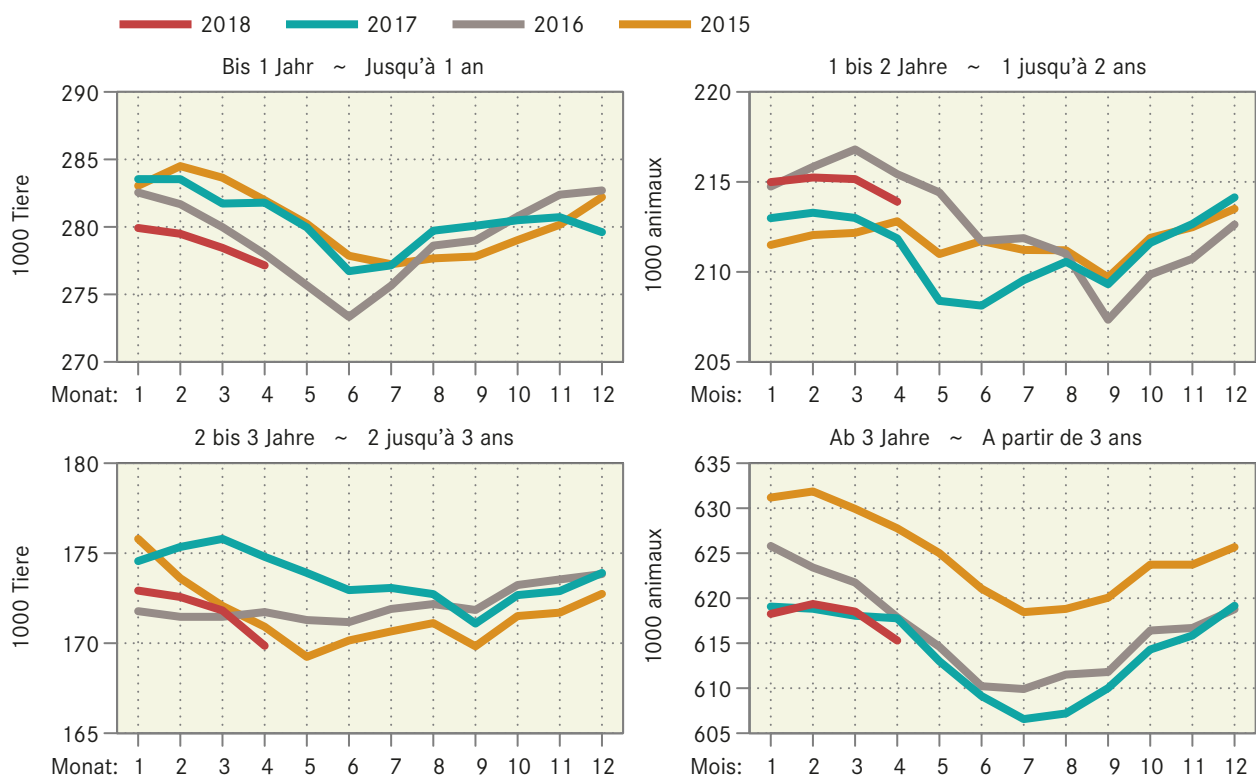 2018 2017 2016 2015
Bis 1 Jahr ~ Jusqu'à 1 an
1000 Tiere
290
285
280
275
270
Monat: 1 2 3 4 5 6 7 8 9 10 11 12
1 bis 2 Jahre ~ 1 jusqu'à 2 ans
1000 animaux
220
215
210
205
Mois: 1 2 3 4 5 6 7 8 9 10 11 12
2 bis 3 Jahre ~ 2 jusqu'à 3 ans
1000 Tiere
180
175
170
165
Monat: 1 2 3 4 5 6 7 8 9 10 11 12
Ab 3 Jahre ~ A partir de 3 ans
1000 animaux
635
630
625
620
615
610
605
Mois: 1 2 3 4 5 6 7 8 9 10 11 12